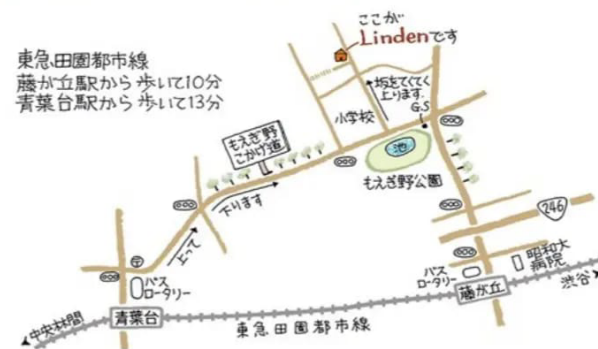 ここが
Lindenです
東急田園都市線
藤が丘駅から歩いて10分
青葉台駅から歩いて13分
坂をてくてく
上ります。
G.S
小学校
もえぎ野
こかげ道
池
もえぎ野公園
下ります
上って
246
バス
ロータリー
青葉台
中央林間
東急田園都市線
バス
ロータリー
藤が丘
昭和大
病院
渋谷